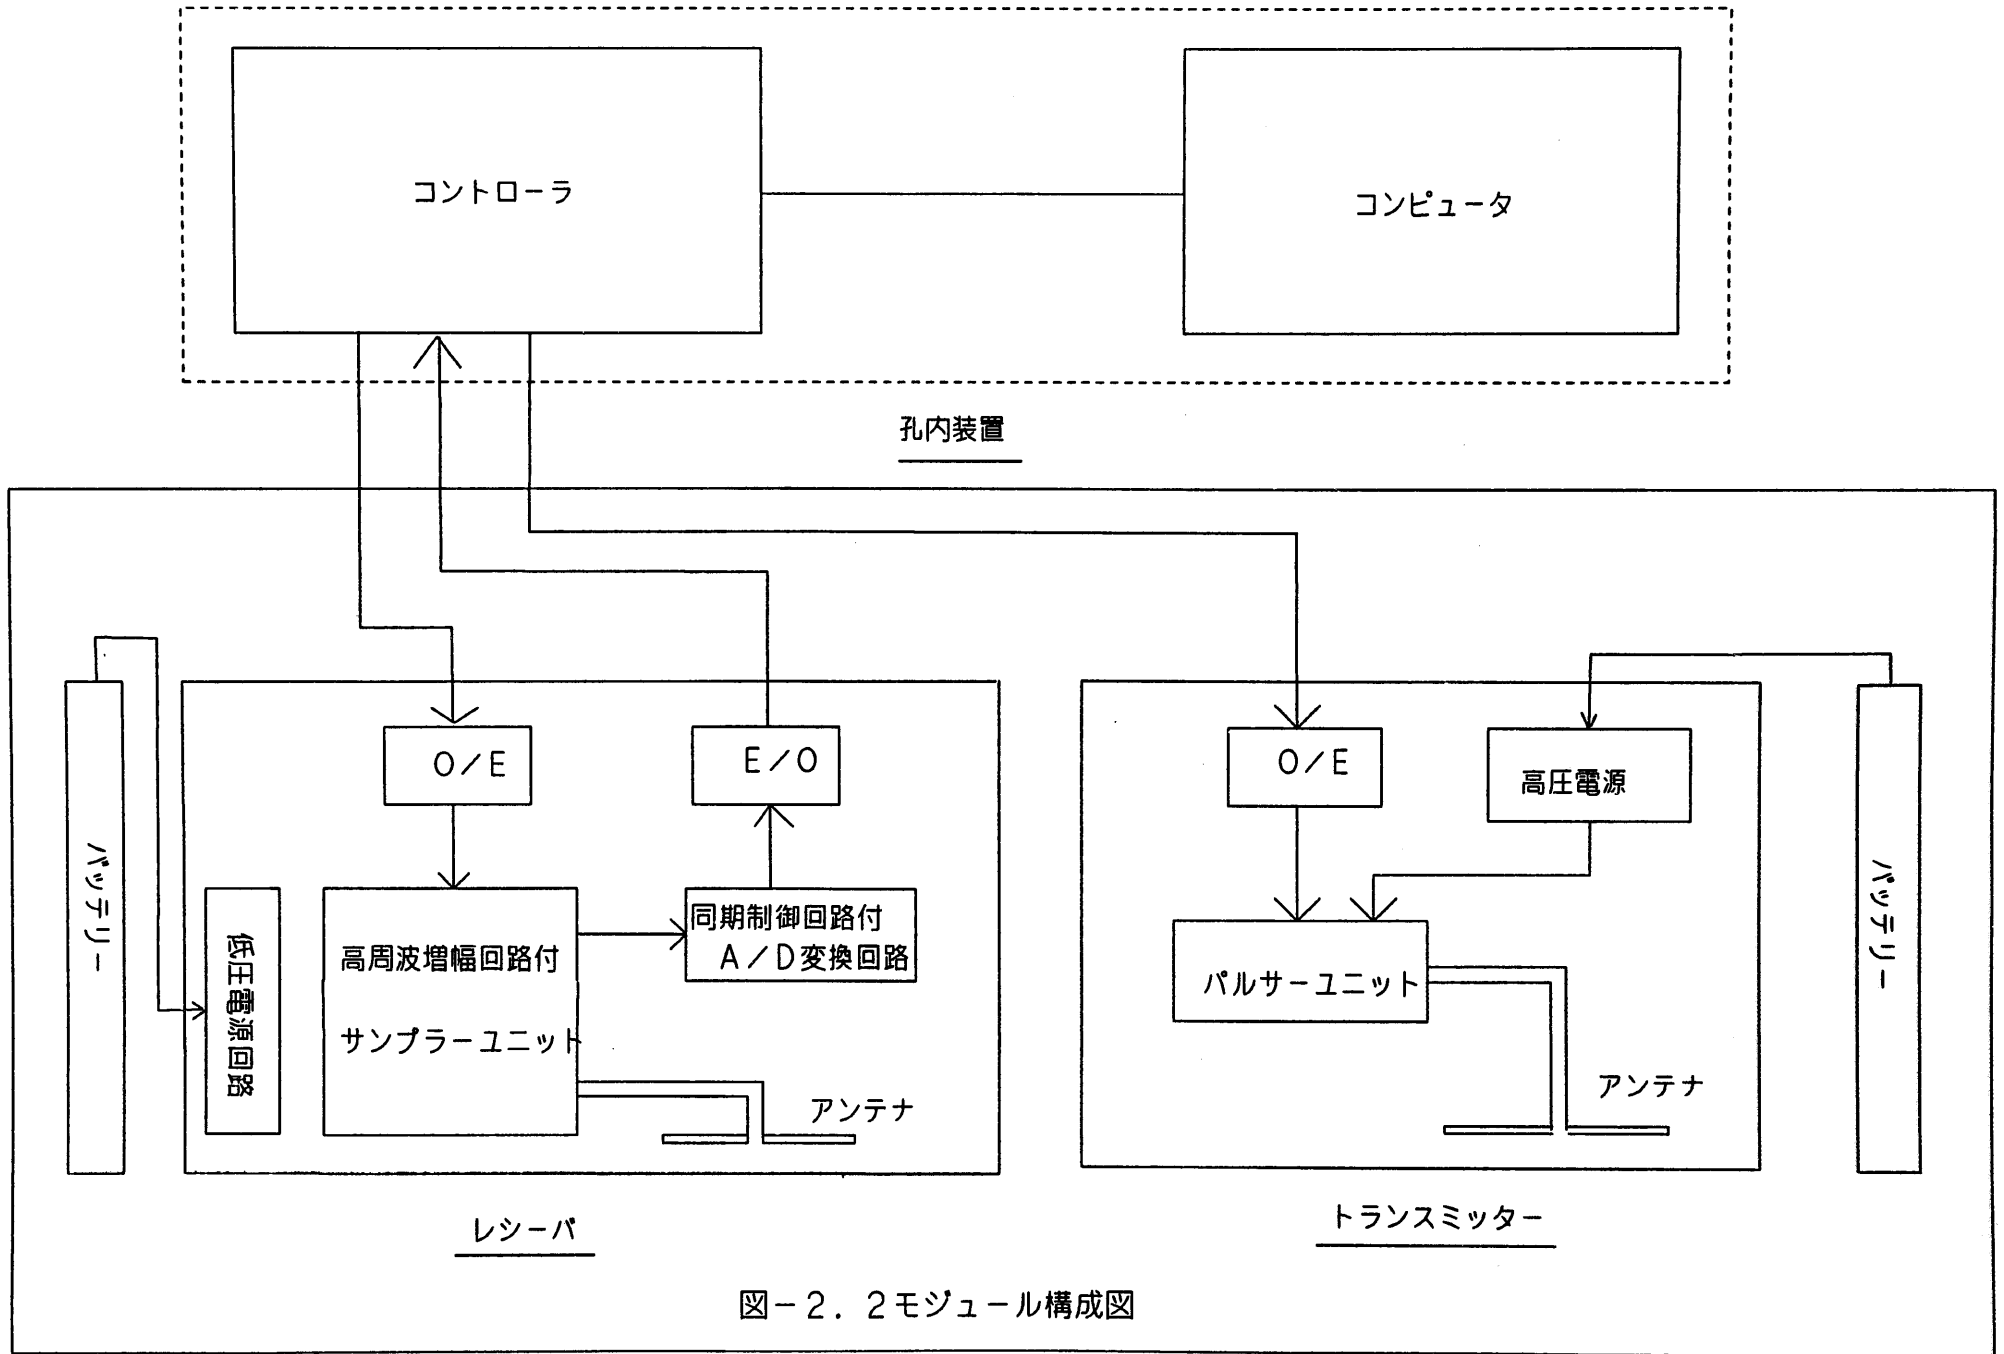 コントローラ
コンピュータ
孔内装置
O/E
E/O
O/E
高圧電源
バッテリー
低圧電源回路
高周波増幅回路付
サンプラーユニット
同期制御回路付
A/D変換回路
アンテナ
パルサーユニット
アンテナ
バッテリー
レシーバ
トランスミッター
図-2.2モジュール構成図